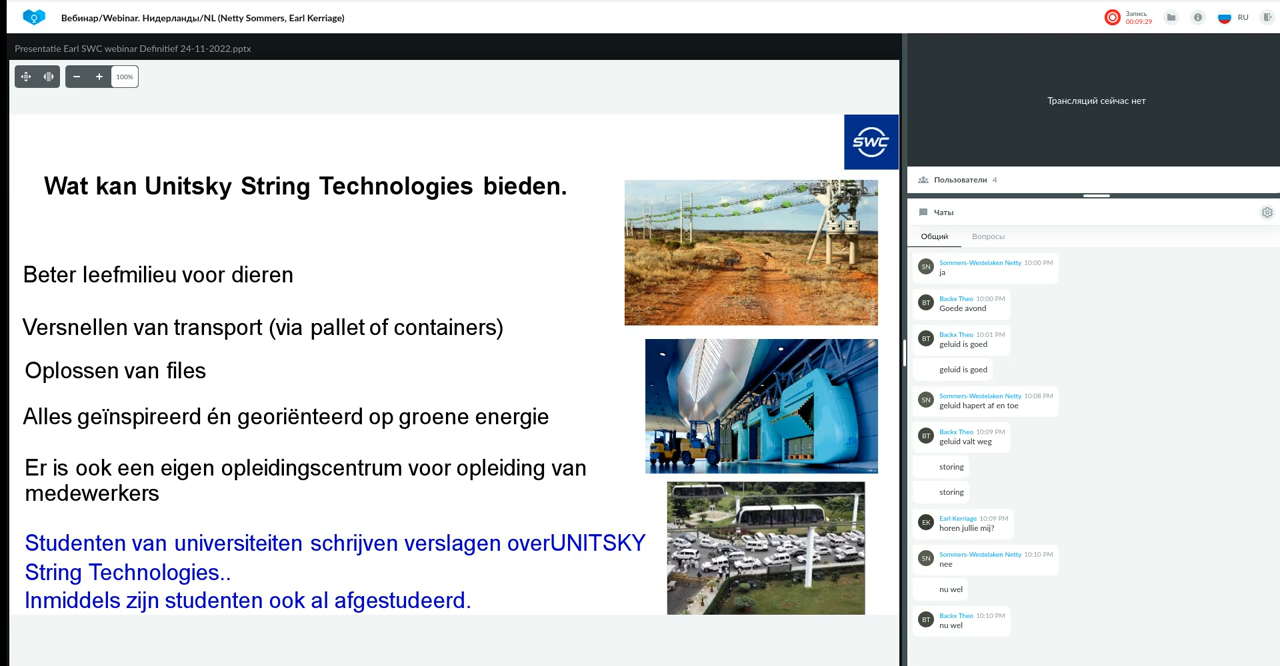 Вебинар/Webinar. Нидерланды/NL (Netty Sommers, Earl Kerriage)
Запись
00:09:29
RU
Presentatie Earl SWC webinar Definitief 24-11-2022.pptx
100%
SWC
Wat kan Unitsky String Technologies bieden.
Beter leefmilieu voor dieren
Versnellen van transport (via pallet of containers)
Oplossen van files
Alles geïnspireerd én georiënteerd op groene energie
Er is ook een eigen opleidingscentrum voor opleiding van
medewerkers
Studenten van universiteiten schrijven verslagen overUNITSKY
String Technologies..
Inmiddels zijn studenten ook al afgestudeerd.
Трансляций сейчас нет
Пользователи 4
Чаты
Общий Вопросы
SN Sommers-Westelaken Netty 10:00 PM
ja
BT Backx Theo 10:00 PM
Goede avond
BT Backx Theo 10:01 PM
geluid is goed
geluid is goed
SN Sommers-Westelaken Netty 10:08 PM
geluid hapert af en toe
BT Backx Theo 10:09 PM
geluid valt weg
storing
storing
EK Earl Kerriage 10:09 PM
horen jullie mij?
SN Sommers-Westelaken Netty 10:10 PM
nee
nu wel
BT Backx Theo 10:10 PM
nu wel